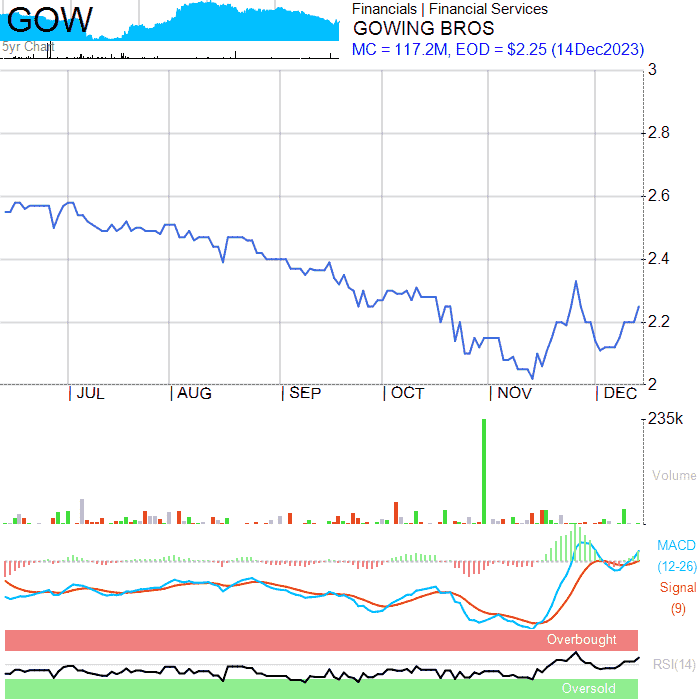 GOW
5yr Chart
Financials | Financial Services
GOWING BROS
MC = 117.2M, EOD = $2.25 (14Dec2023)
3
2.8
2.6
2.4
2.2
2
JUL AUG SEP OCT NOV DEC
235k
Volume
MACD
(12-26)
Signal
(9)
Overbought
RSI(14)
Oversold